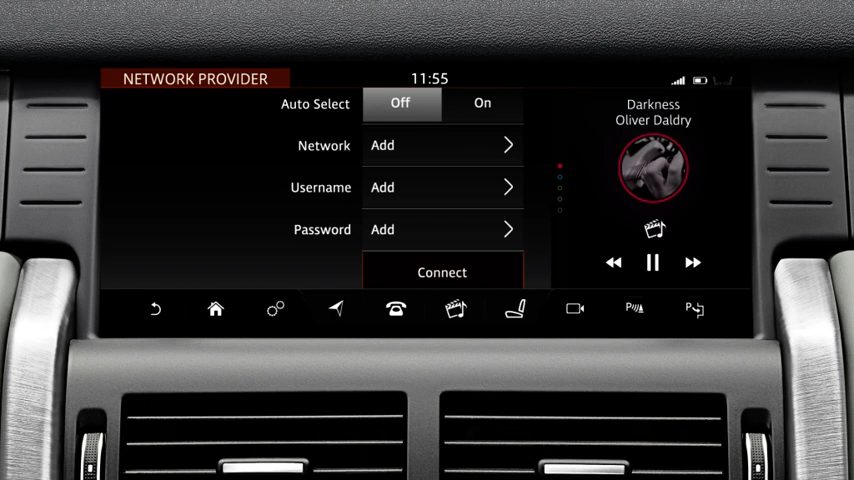 NETWORK PROVIDER
11:55
Auto Select Off On
Network Add
Username Add
Password Add
Connect
Darkness
Oliver Daldry
P
P